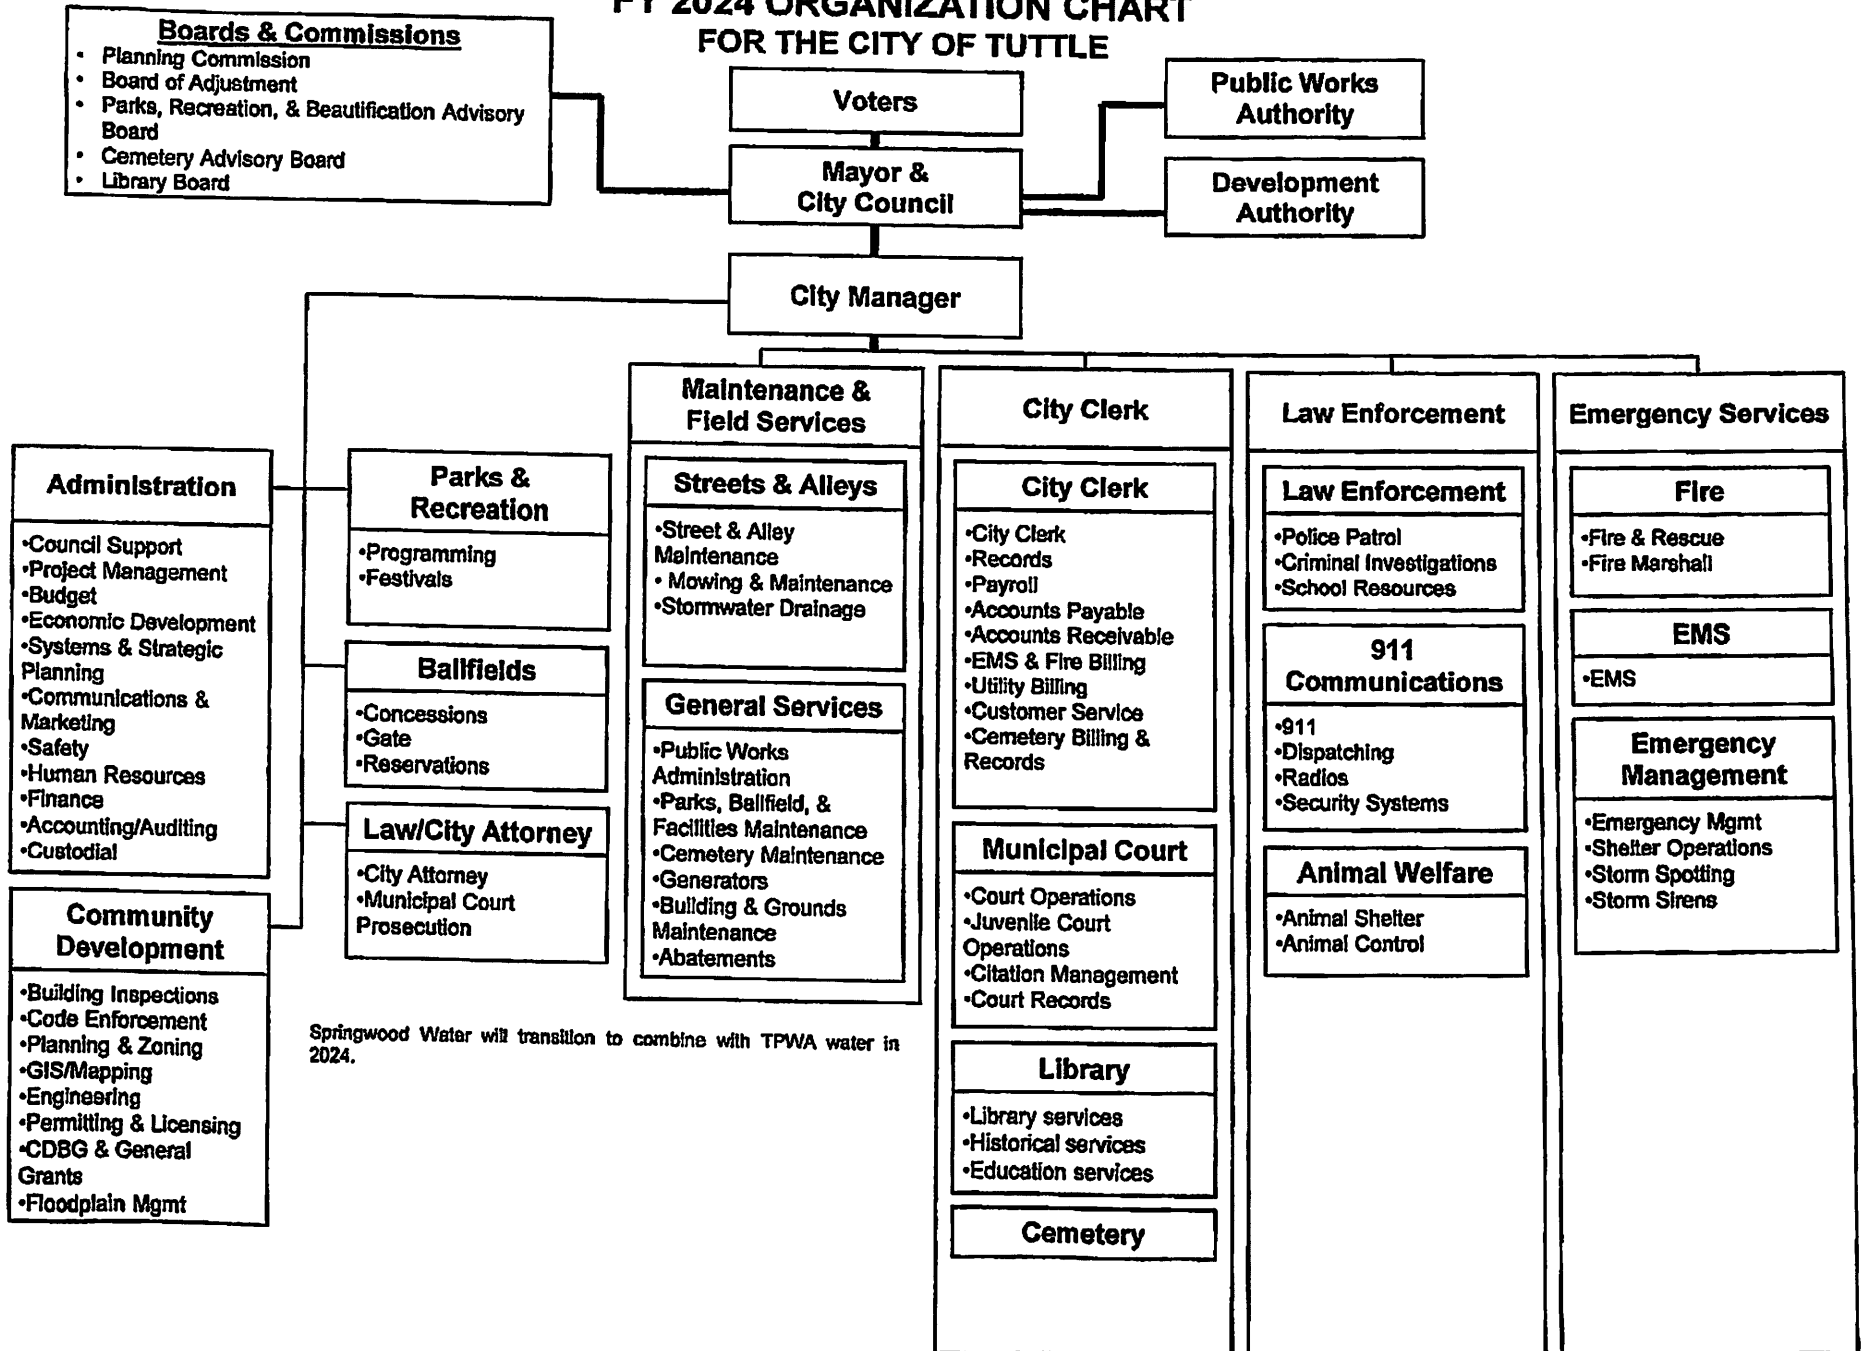 FY 2024 ORGANIZATION CHART
FOR THE CITY OF TUTTLE
Boards & Commissions
• Planning Commission
• Board of Adjustment
• Parks, Recreation, & Beautification Advisory
Board
• Cemetery Advisory Board
• Library Board
Voters
Public Works
Authority
Mayor &
City Council
Development
Authority
City Manager
Administration
•Council Support
•Project Management
•Budget
•Economic Development
•Systems & Strategic
Planning
•Communications &
Marketing
•Safety
•Human Resources
•Finance
•Accounting/Auditing
•Custodial
Community
Development
•Building Inspections
•Code Enforcement
•Planning & Zoning
•GIS/Mapping
•Engineering
•Permitting & Licensing
•CDBG & General
Grants
•Floodplain Mgmt
Parks &
Recreation
•Programming
•Festivals
Ballfields
•Concessions
•Gate
•Reservations
Law/City Attorney
•City Attorney
•Municipal Court
Prosecution
Maintenance &
Field Services
Streets & Alleys
•Street & Alley
Maintenance
• Mowing & Maintenance
•Stormwater Drainage
General Services
•Public Works
Administration
•Parks, Ballfield, &
Facilities Maintenance
•Cemetery Maintenance
•Generators
•Building & Grounds
Maintenance
•Abatements
Springwood Water will transition to combine with TPWA water in
2024.
City Clerk
City Clerk
•City Clerk
•Records
•Payroll
•Accounts Payable
•Accounts Receivable
•EMS & Fire Billing
•Utility Billing
•Customer Service
•Cemetery Billing &
Records
Municipal Court
•Court Operations
•Juvenile Court
Operations
•Citation Management
•Court Records
Library
•Library services
•Historical services
•Education services
Cemetery
Law Enforcement
Law Enforcement
•Police Patrol
•Criminal Investigations
•School Resources
911
Communications
•911
•Dispatching
•Radios
•Security Systems
Animal Welfare
•Animal Shelter
•Animal Control
Emergency Services
Fire
•Fire & Rescue
•Fire Marshall
EMS
•EMS
Emergency
Management
•Emergency Mgmt
•Shelter Operations
•Storm Spotting
•Storm Sirens